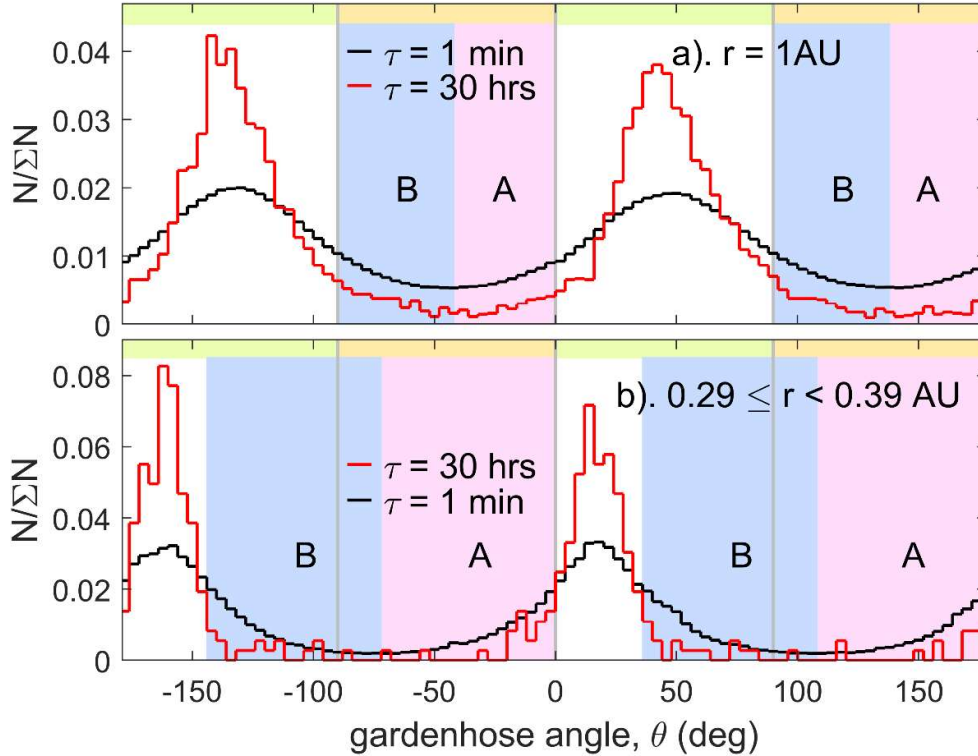 0.04
0.03
0.02
0.01
0
N/ΣN
τ = 1 min
τ = 30 hrs
a). r = 1AU
B
A
B
A
0.08
0.06
0.04
0.02
0
N/ΣN
b). 0.29 ≤ r < 0.39 AU
τ = 30 hrs
τ = 1 min
B
A
B
A
-150 -100 -50 0 50 100 150
gardenhose angle, θ (deg)